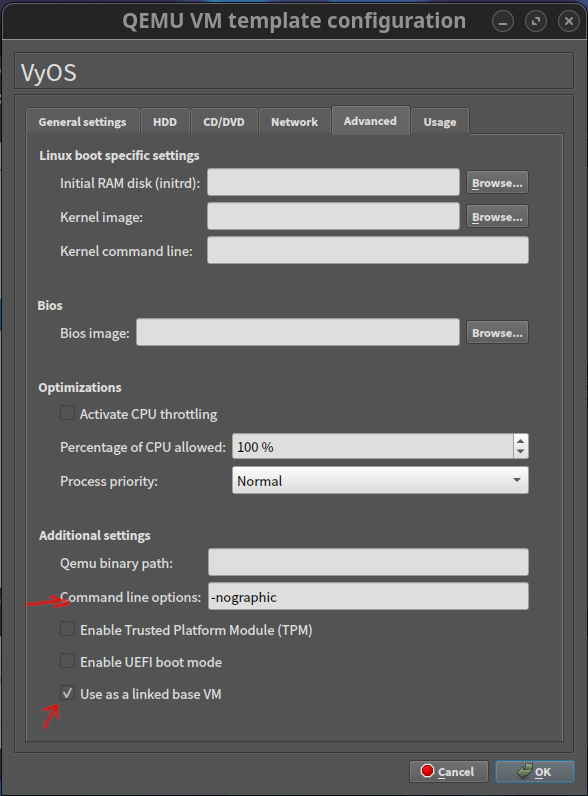 QEMU VM template configuration
VyOS
General settings HDD CD/DVD Network Advanced Usage
Linux boot specific settings
Initial RAM disk (initrd): Browse...
Kernel image: Browse...
Kernel command line:
Bios
Bios image: Browse...
Optimizations
Activate CPU throttling
Percentage of CPU allowed: 100 %
Process priority: Normal
Additional settings
Qemu binary path:
Command line options: -nographic
Enable Trusted Platform Module (TPM)
Enable UEFI boot mode
Use as a linked base VM
Cancel OK